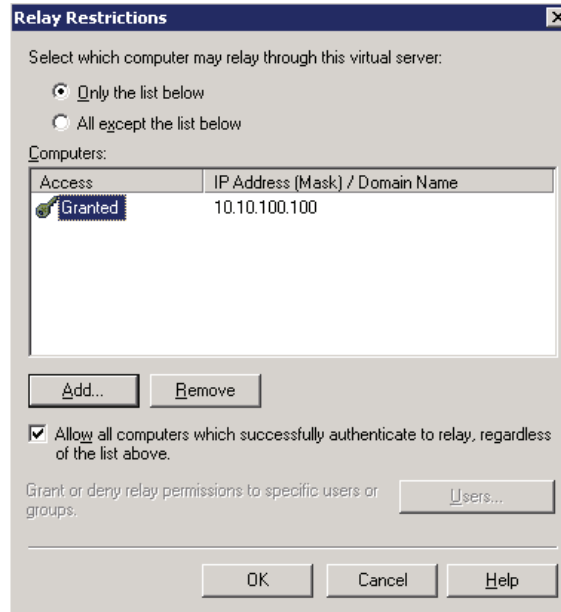 Relay Restrictions
Select which computer may relay through this virtual server:
Only the list below
All except the list below
Computers:
Access IP Address (Mask) / Domain Name
Granted 10.10.100.100
Add... Remove
Allow all computers which successfully authenticate to relay, regardless
of the list above.
Grant or deny relay permissions to specific users or
groups.
Users...
OK Cancel Help